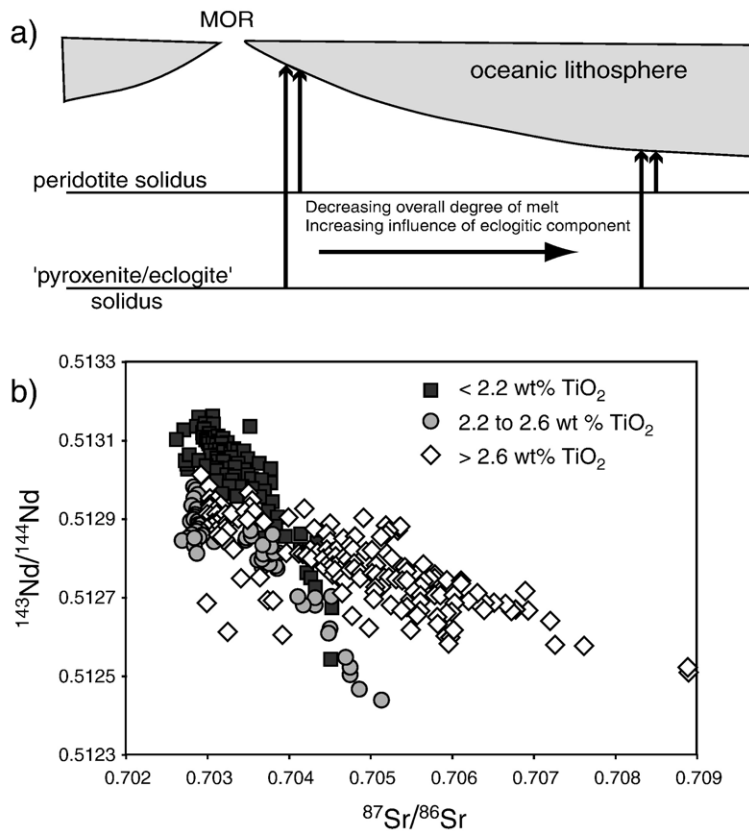 a)
MOR
oceanic lithosphere
peridotite solidus
Decreasing overall degree of melt
Increasing influence of eclogitic component
'pyroxenite/eclogite'
solidus
b)
0.5133
0.5131
0.5129
0.5127
0.5125
0.5123
¹⁴³Nd/¹⁴⁴Nd
< 2.2 wt% TiO₂
2.2 to 2.6 wt % TiO₂
> 2.6 wt% TiO₂
0.702 0.703 0.704 0.705 0.706 0.707 0.708 0.709
⁸⁷Sr/⁸⁶Sr